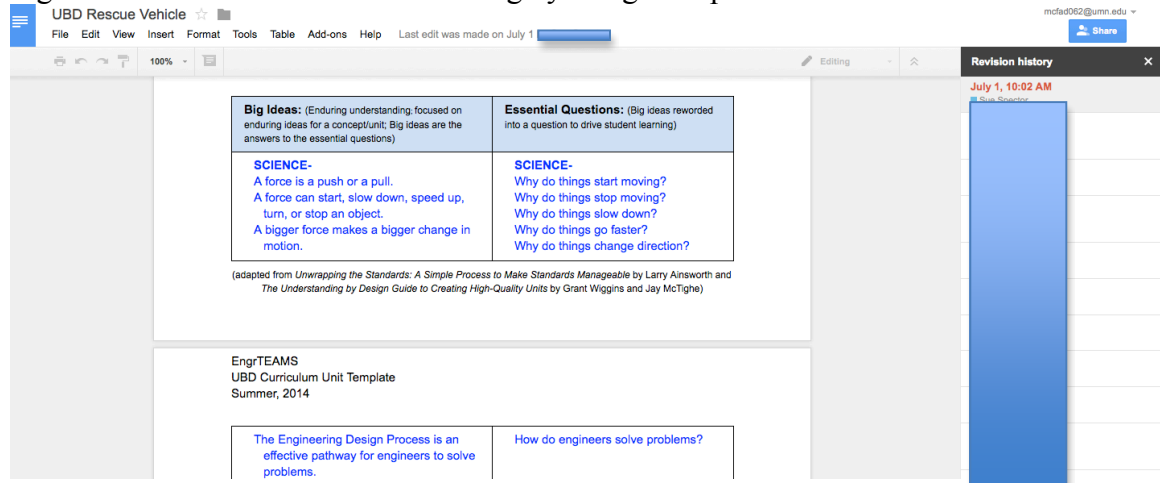 UBD Rescue Vehicle
mcfad062@umn.edu
File Edit View Insert Format Tools Table Add-ons Help Last edit was made on July 1
Share
100%
Editing
Revision history
July 1, 10:02 AM
Sue Spector
Big Ideas: (Enduring understanding; focused on
enduring ideas for a concept/unit; Big ideas are the
answers to the essential questions)
Essential Questions: (Big ideas reworded
into a question to drive student learning)
SCIENCE-
A force is a push or a pull.
A force can start, slow down, speed up,
turn, or stop an object.
A bigger force makes a bigger change in
motion.
SCIENCE-
Why do things start moving?
Why do things stop moving?
Why do things slow down?
Why do things go faster?
Why do things change direction?
(adapted from Unwrapping the Standards: A Simple Process to Make Standards Manageable by Larry Ainsworth and
The Understanding by Design Guide to Creating High-Quality Units by Grant Wiggins and Jay McTighe)
EngrTEAMS
UBD Curriculum Unit Template
Summer, 2014
The Engineering Design Process is an
effective pathway for engineers to solve
problems.
How do engineers solve problems?